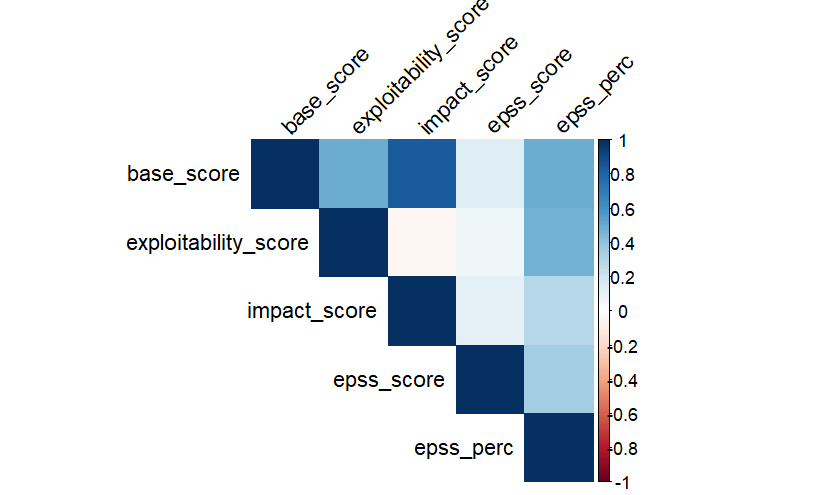 base_score
exploitability_score
impact_score
epss_score
epss_perc
base_score
exploitability_score
impact_score
epss_score
epss_perc
1
0.8
0.6
0.4
0.2
0
-0.2
-0.4
-0.6
-0.8
-1